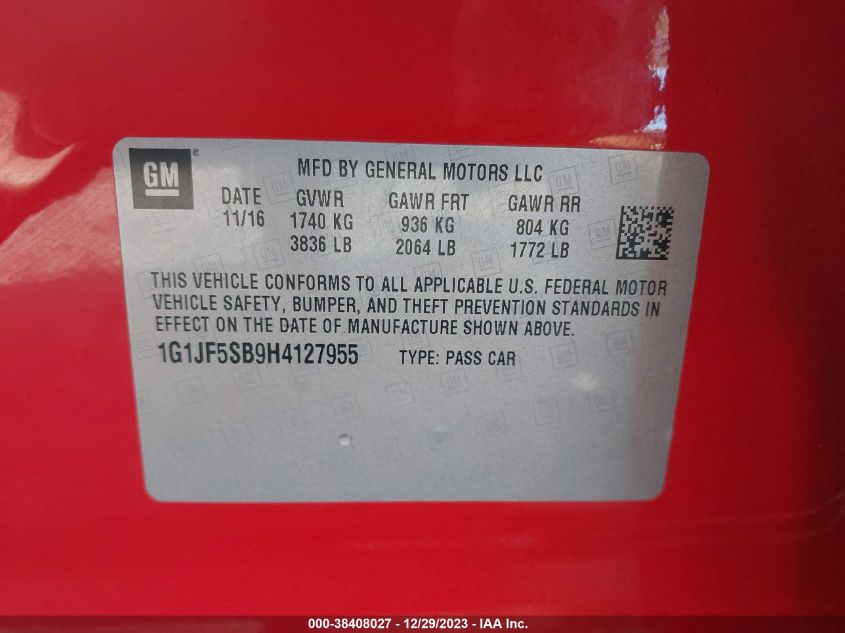 GM®
MFD BY GENERAL MOTORS LLC
DATE GVWR GAWR FRT GAWR RR
11/16 1740 KG 936 KG 804 KG
3836 LB 2064 LB 1772 LB
THIS VEHICLE CONFORMS TO ALL APPLICABLE U.S. FEDERAL MOTOR
VEHICLE SAFETY, BUMPER, AND THEFT PREVENTION STANDARDS IN
EFFECT ON THE DATE OF MANUFACTURE SHOWN ABOVE.
1G1JF5SB9H4127955 TYPE: PASS CAR
000-38408027 - 12/29/2023 - IAA Inc.